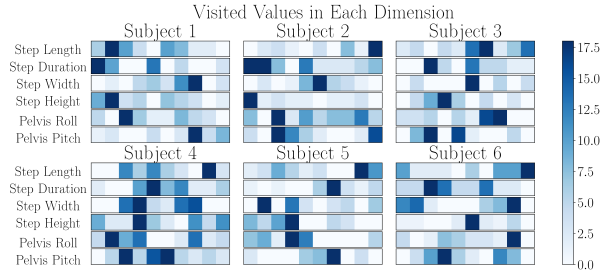 Visited Values in Each Dimension
Subject 1 Subject 2 Subject 3
Step Length
Step Duration
Step Width
Step Height
Pelvis Roll
Pelvis Pitch
Subject 4 Subject 5 Subject 6
Step Length
Step Duration
Step Width
Step Height
Pelvis Roll
Pelvis Pitch
17.5
15.0
12.5
10.0
7.5
5.0
2.5
0.0